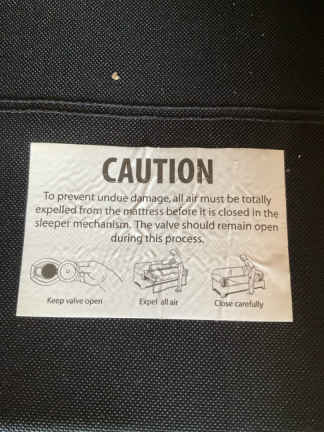 CAUTION
To prevent undue damage, all air must be totally
expelled from the mattress before it is closed in the
sleeper mechanism. The valve should remain open
during this process.
Keep valve open
Expel all air
Close carefully